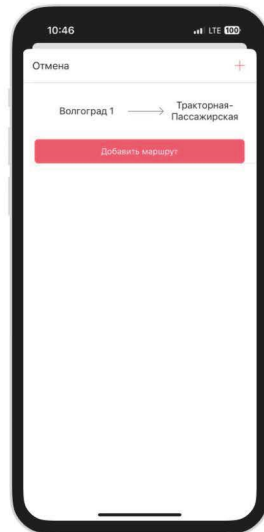 10:46 LTE 100
Отмена +
Волгоград 1 → Тракторная-
Пассажирская
Добавить маршрут